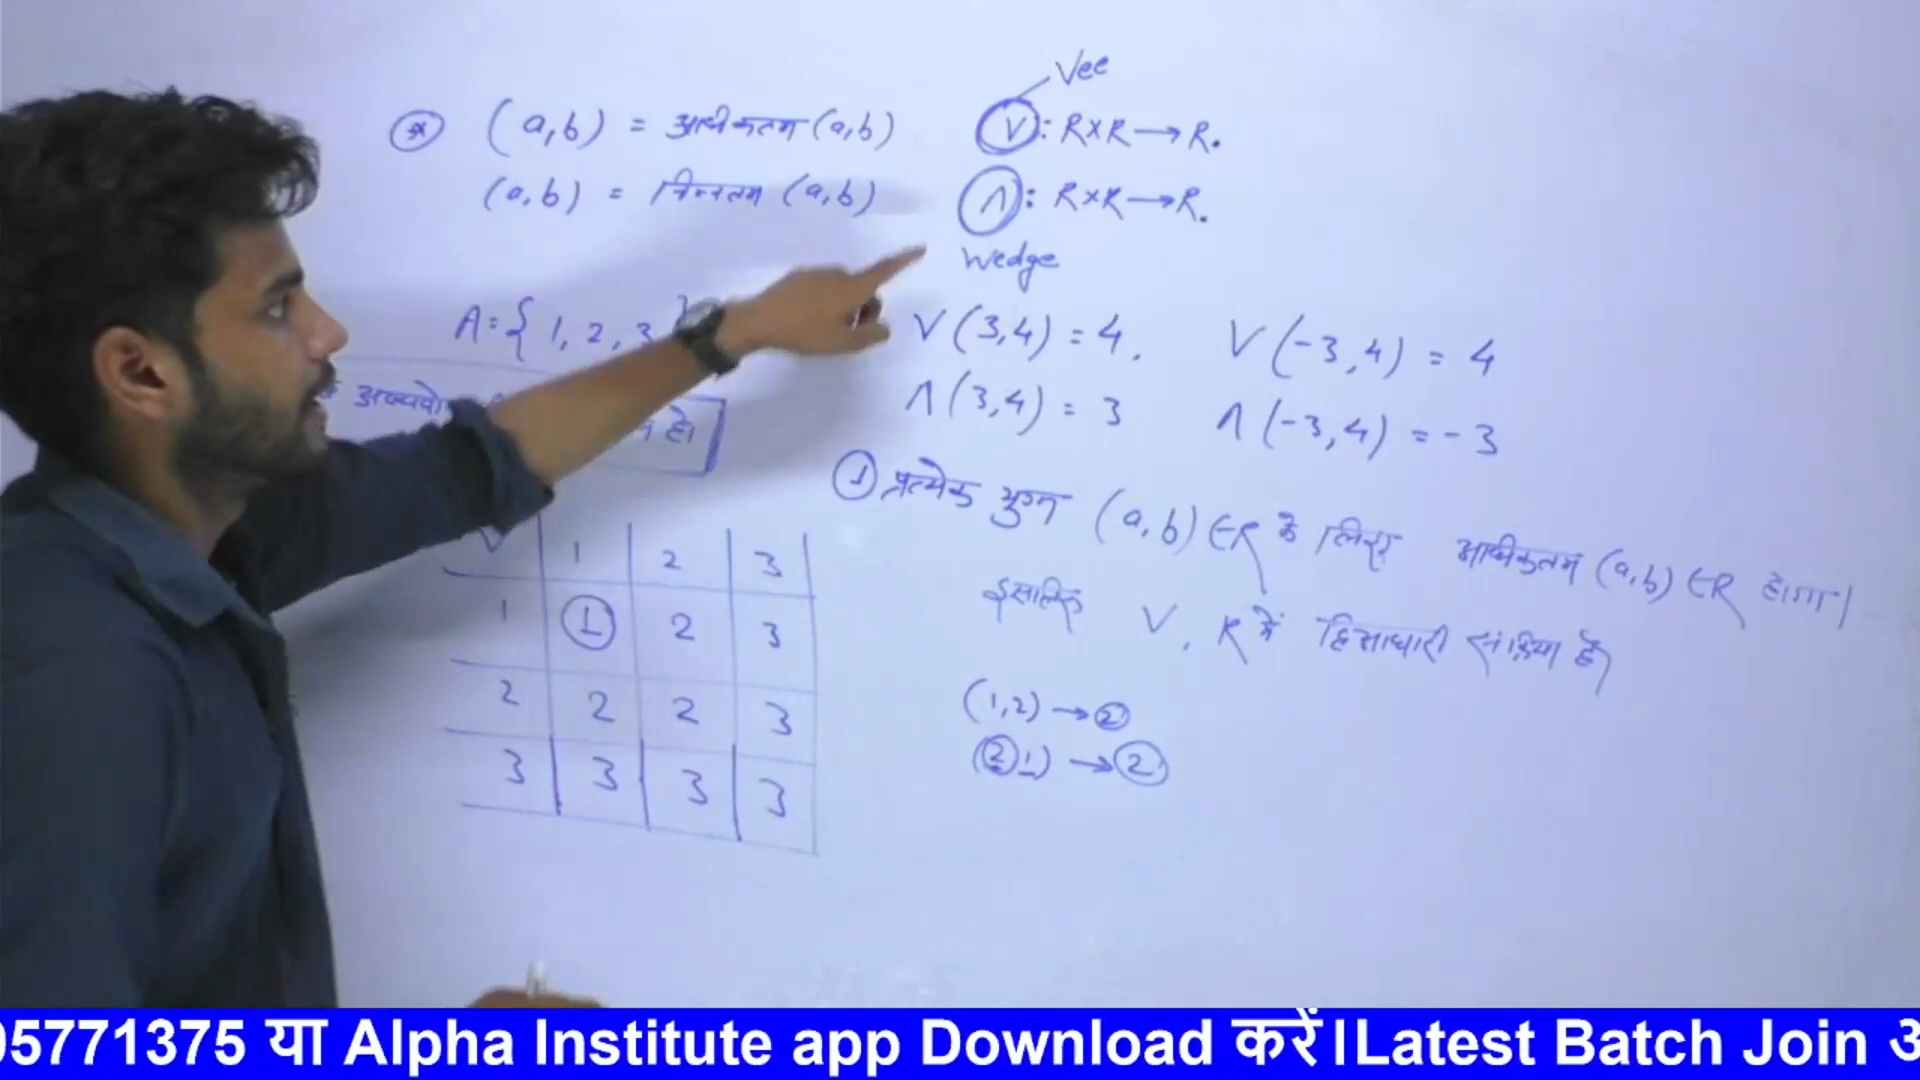 Vee
(*) (a,b) = अधिकतम (a,b) V : R×R → R.
(a,b) = निम्नतम (a,b) Λ : R×R → R.
Wedge
A = { 1, 2, 3 }
V (3,4) = 4. V (-3,4) = 4
Λ (3,4) = 3 Λ (-3,4) = -3
है।
① प्रत्येक युग्म (a,b) ∈ R के लिए अधिकतम (a,b) ∈ R होगा।
इसलिए V, R में द्विआधारी संक्रिया है
V 1 2 3
1 ① 2 3
2 2 2 3
3 3 3 3
(1,2) → ②
(② 1) → ②
05771375 या Alpha Institute app Download करें।Latest Batch Join